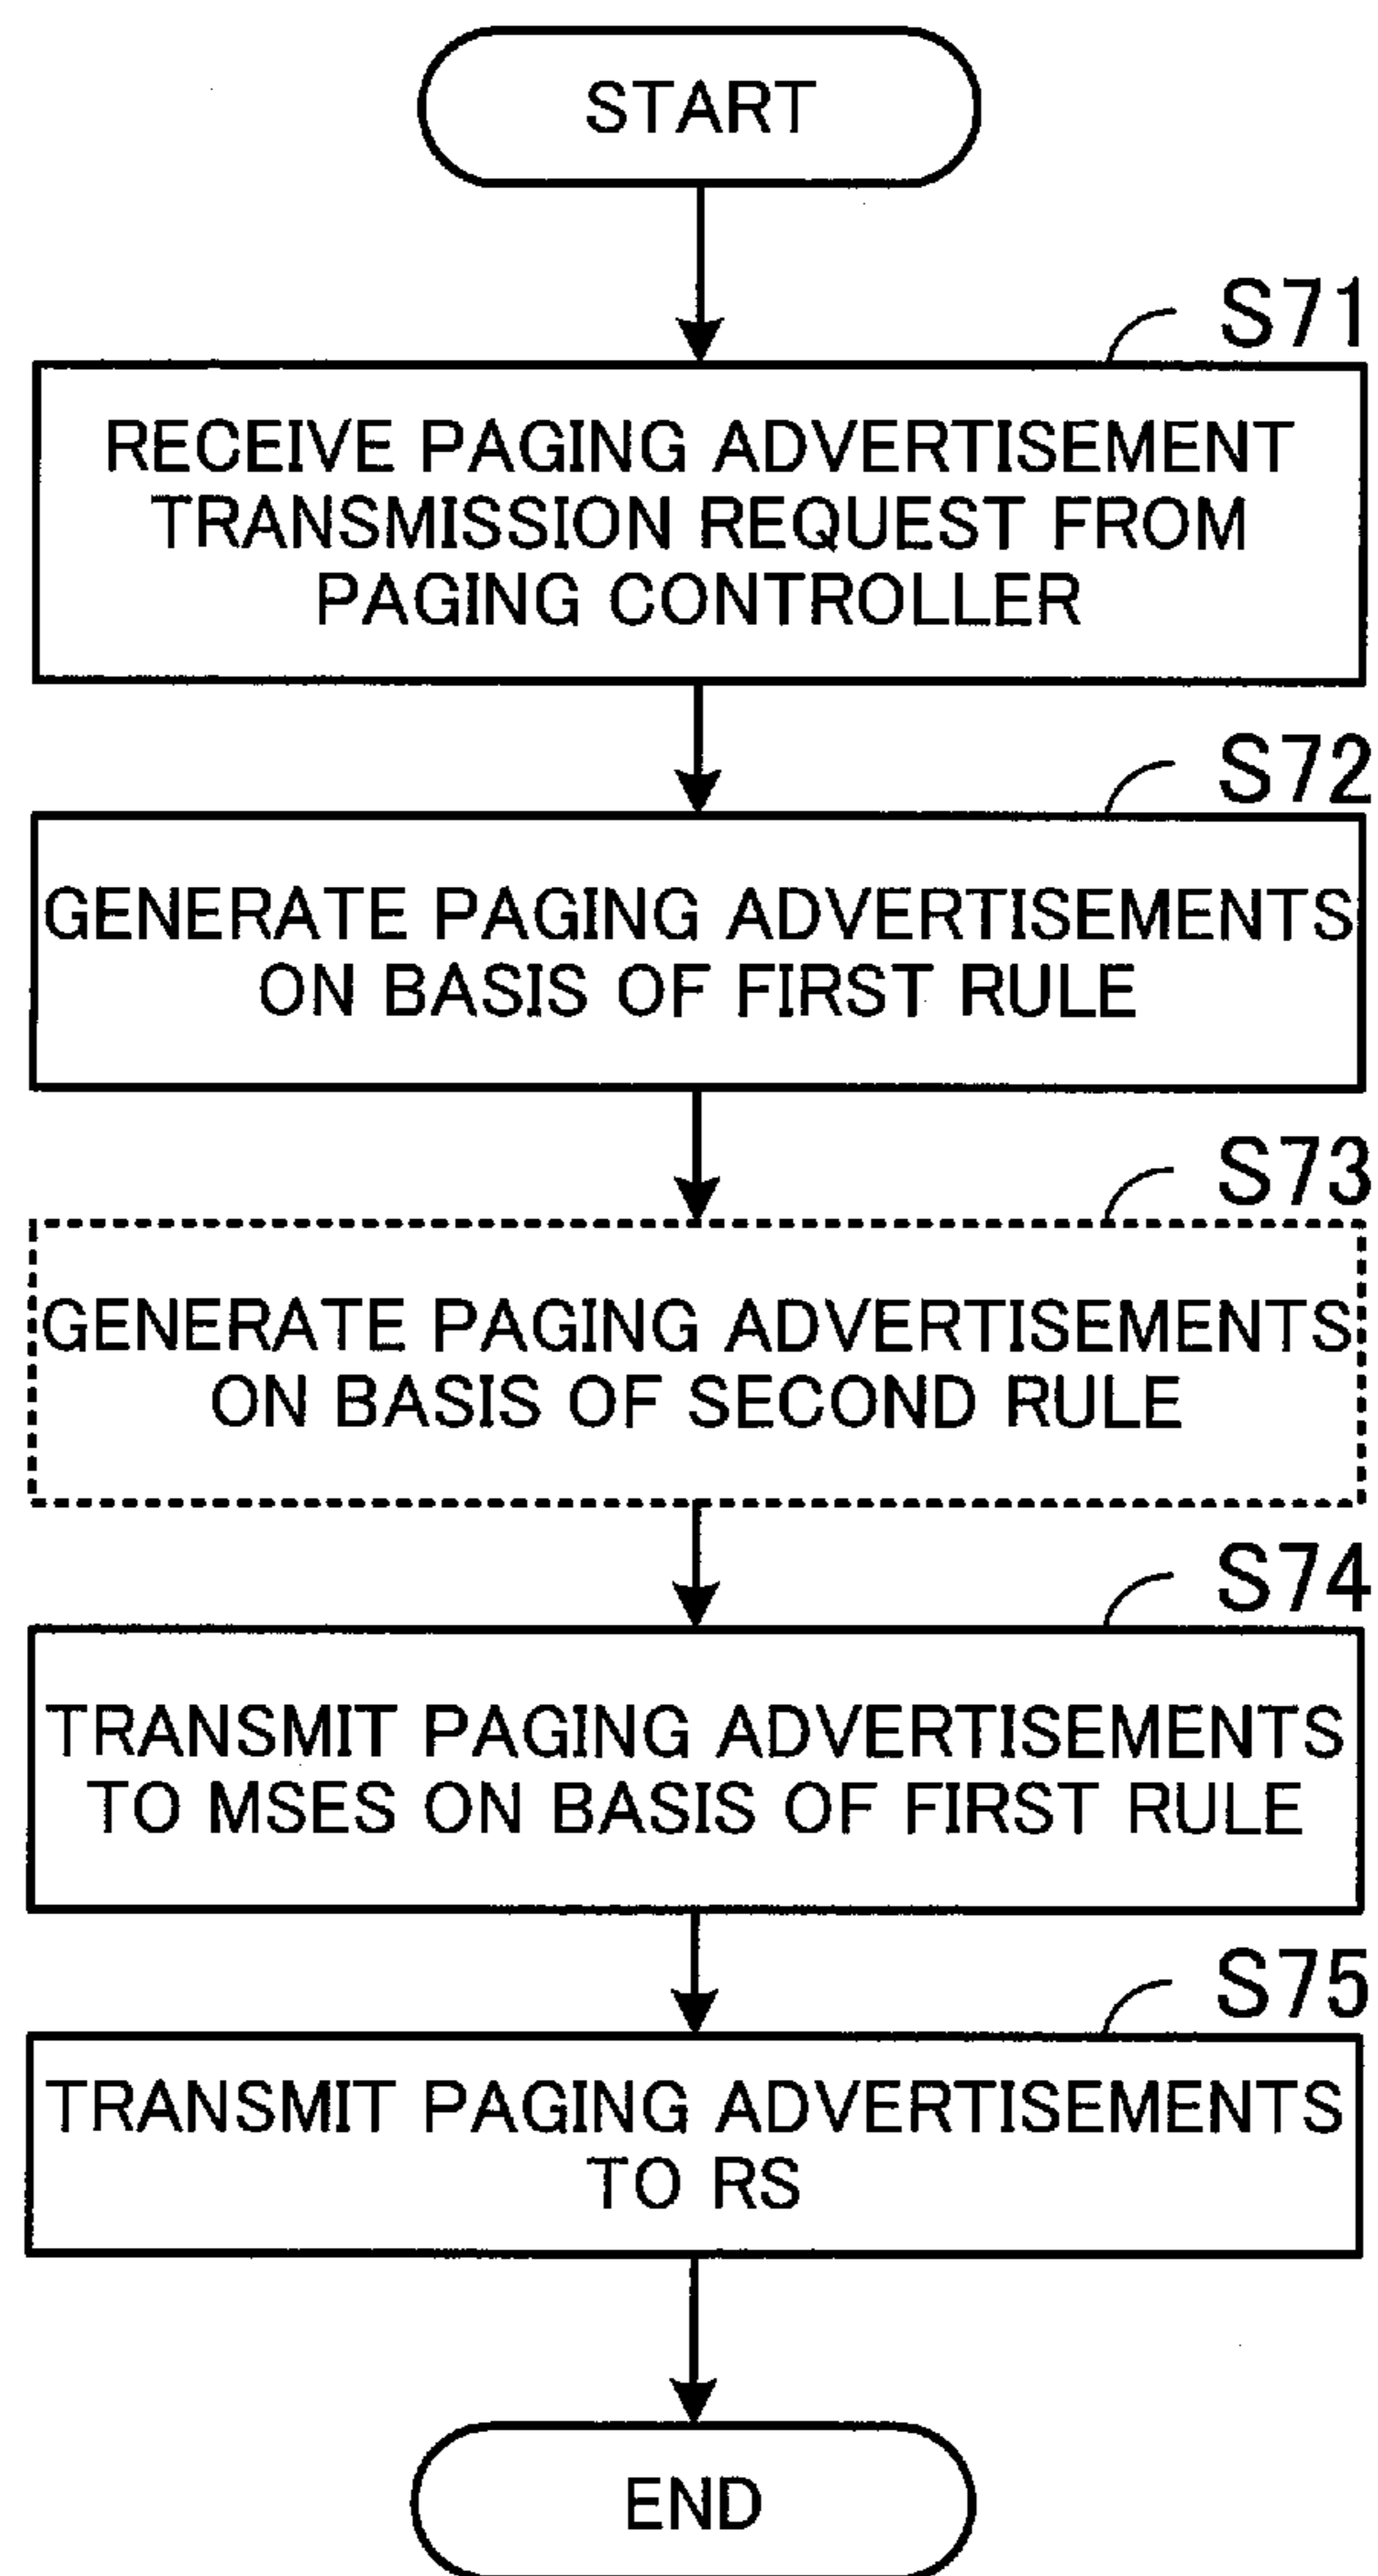 START
S71
RECEIVE PAGING ADVERTISEMENT
TRANSMISSION REQUEST FROM
PAGING CONTROLLER
S72
GENERATE PAGING ADVERTISEMENTS
ON BASIS OF FIRST RULE
S73
GENERATE PAGING ADVERTISEMENTS
ON BASIS OF SECOND RULE
S74
TRANSMIT PAGING ADVERTISEMENTS
TO MSES ON BASIS OF FIRST RULE
S75
TRANSMIT PAGING ADVERTISEMENTS
TO RS
END